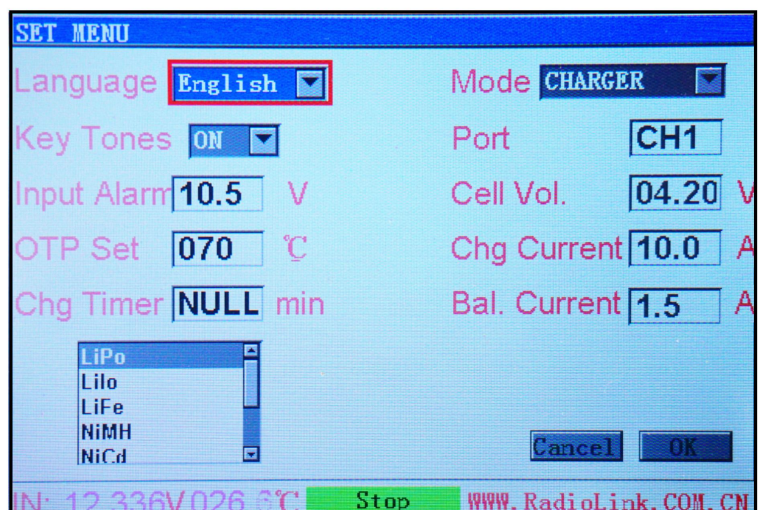 SET MENU
Language English Mode CHARGER
Key Tones ON Port CH1
Input Alarm 10.5 V Cell Vol. 04.20 V
OTP Set 070 ℃ Chg Current 10.0 A
Chg Timer NULL min Bal. Current 1.5 A
LiPo
LiIo
LiFe
NiMH
NiCd
Cancel OK
IN: 12.336V 026.6℃ Stop WWW.RadioLink.COM.CN